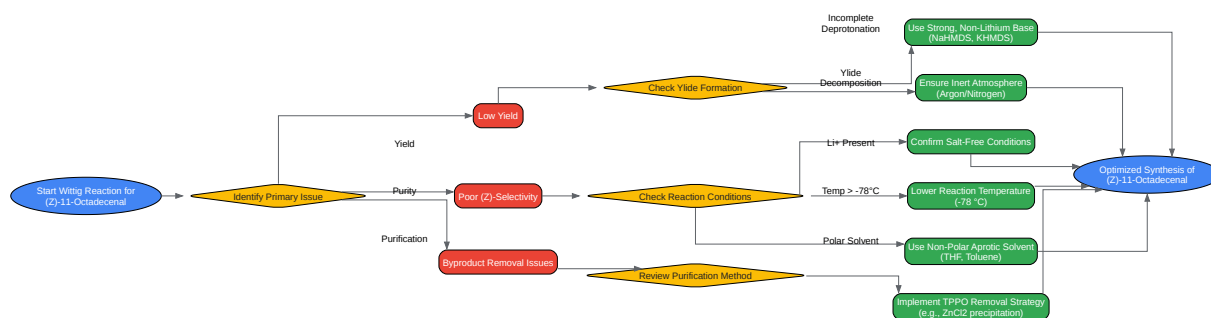 Start Wittig Reaction for
(Z)-11-Octadecenal
Identify Primary Issue
Yield
Purity
Purification
Low Yield
Poor (Z)-Selectivity
Byproduct Removal Issues
Check Ylide Formation
Check Reaction Conditions
Review Purification Method
Incomplete
Deprotonation
Ylide
Decomposition
Li+ Present
Temp > -78°C
Polar Solvent
Use Strong, Non-Lithium Base
(NaHMDS, KHMDS)
Ensure Inert Atmosphere
(Argon/Nitrogen)
Confirm Salt-Free Conditions
Lower Reaction Temperature
(-78 °C)
Use Non-Polar Aprotic Solvent
(THF, Toluene)
Implement TPPO Removal Strategy
(e.g., ZnCl2 precipitation)
Optimized Synthesis of
(Z)-11-Octadecenal